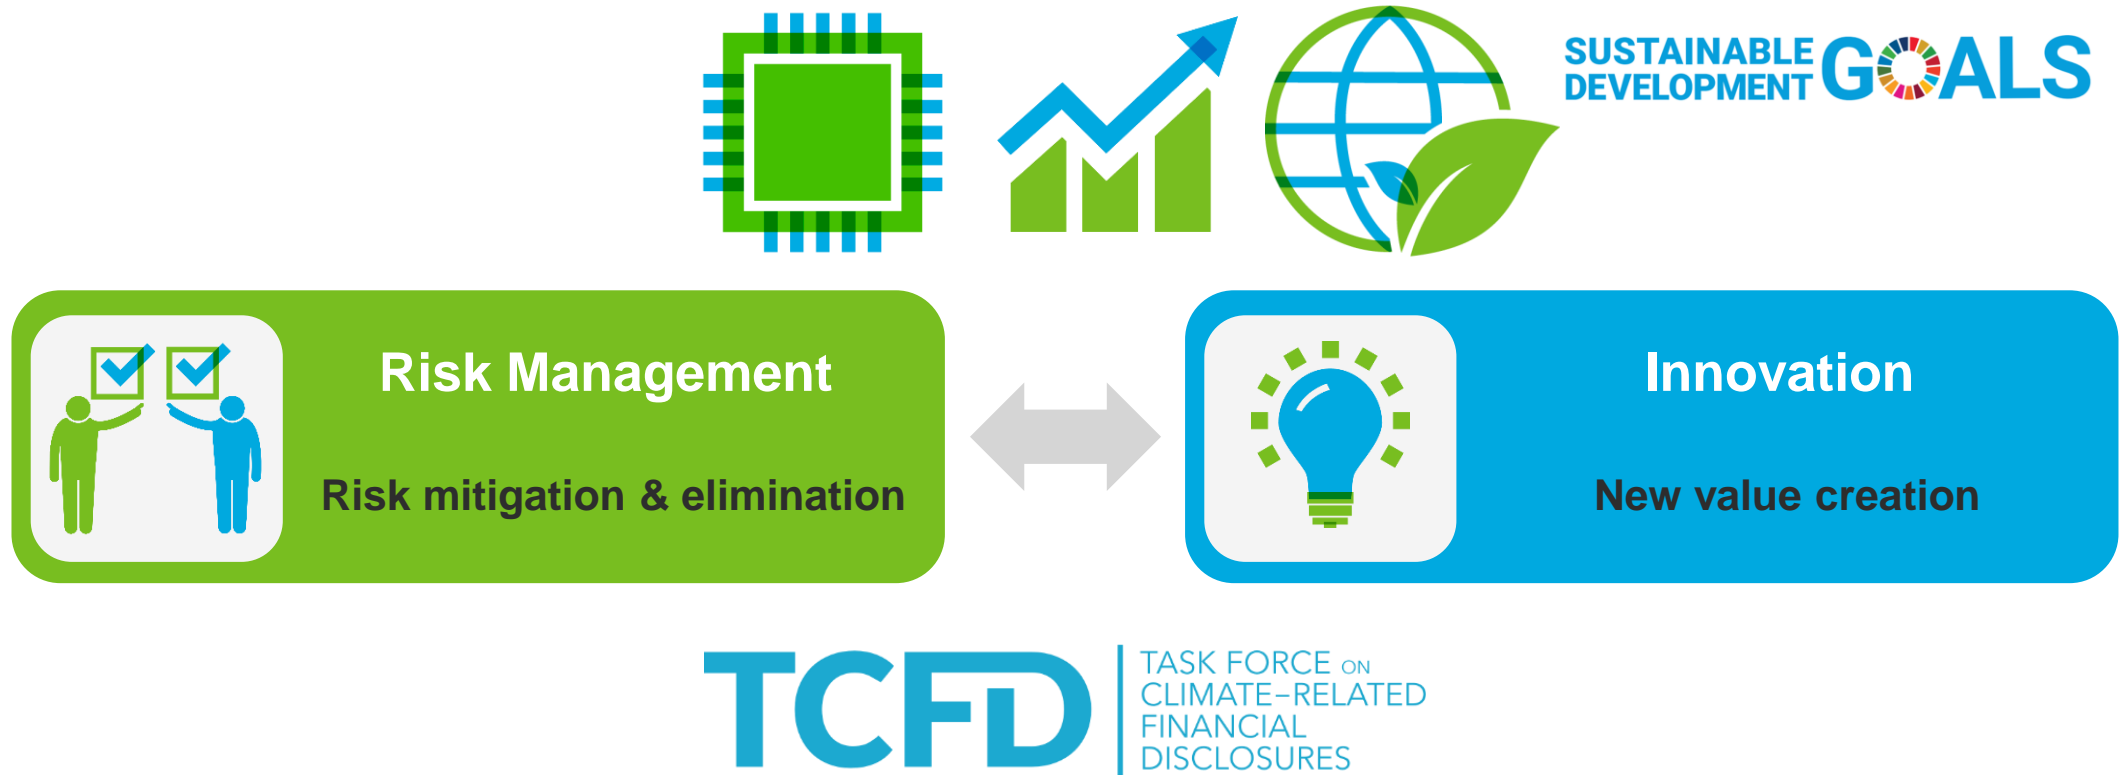 SUSTAINABLE
DEVELOPMENT GOALS
Risk Management
Risk mitigation & elimination
Innovation
New value creation
TCFD
TASK FORCE ON
CLIMATE-RELATED
FINANCIAL
DISCLOSURES